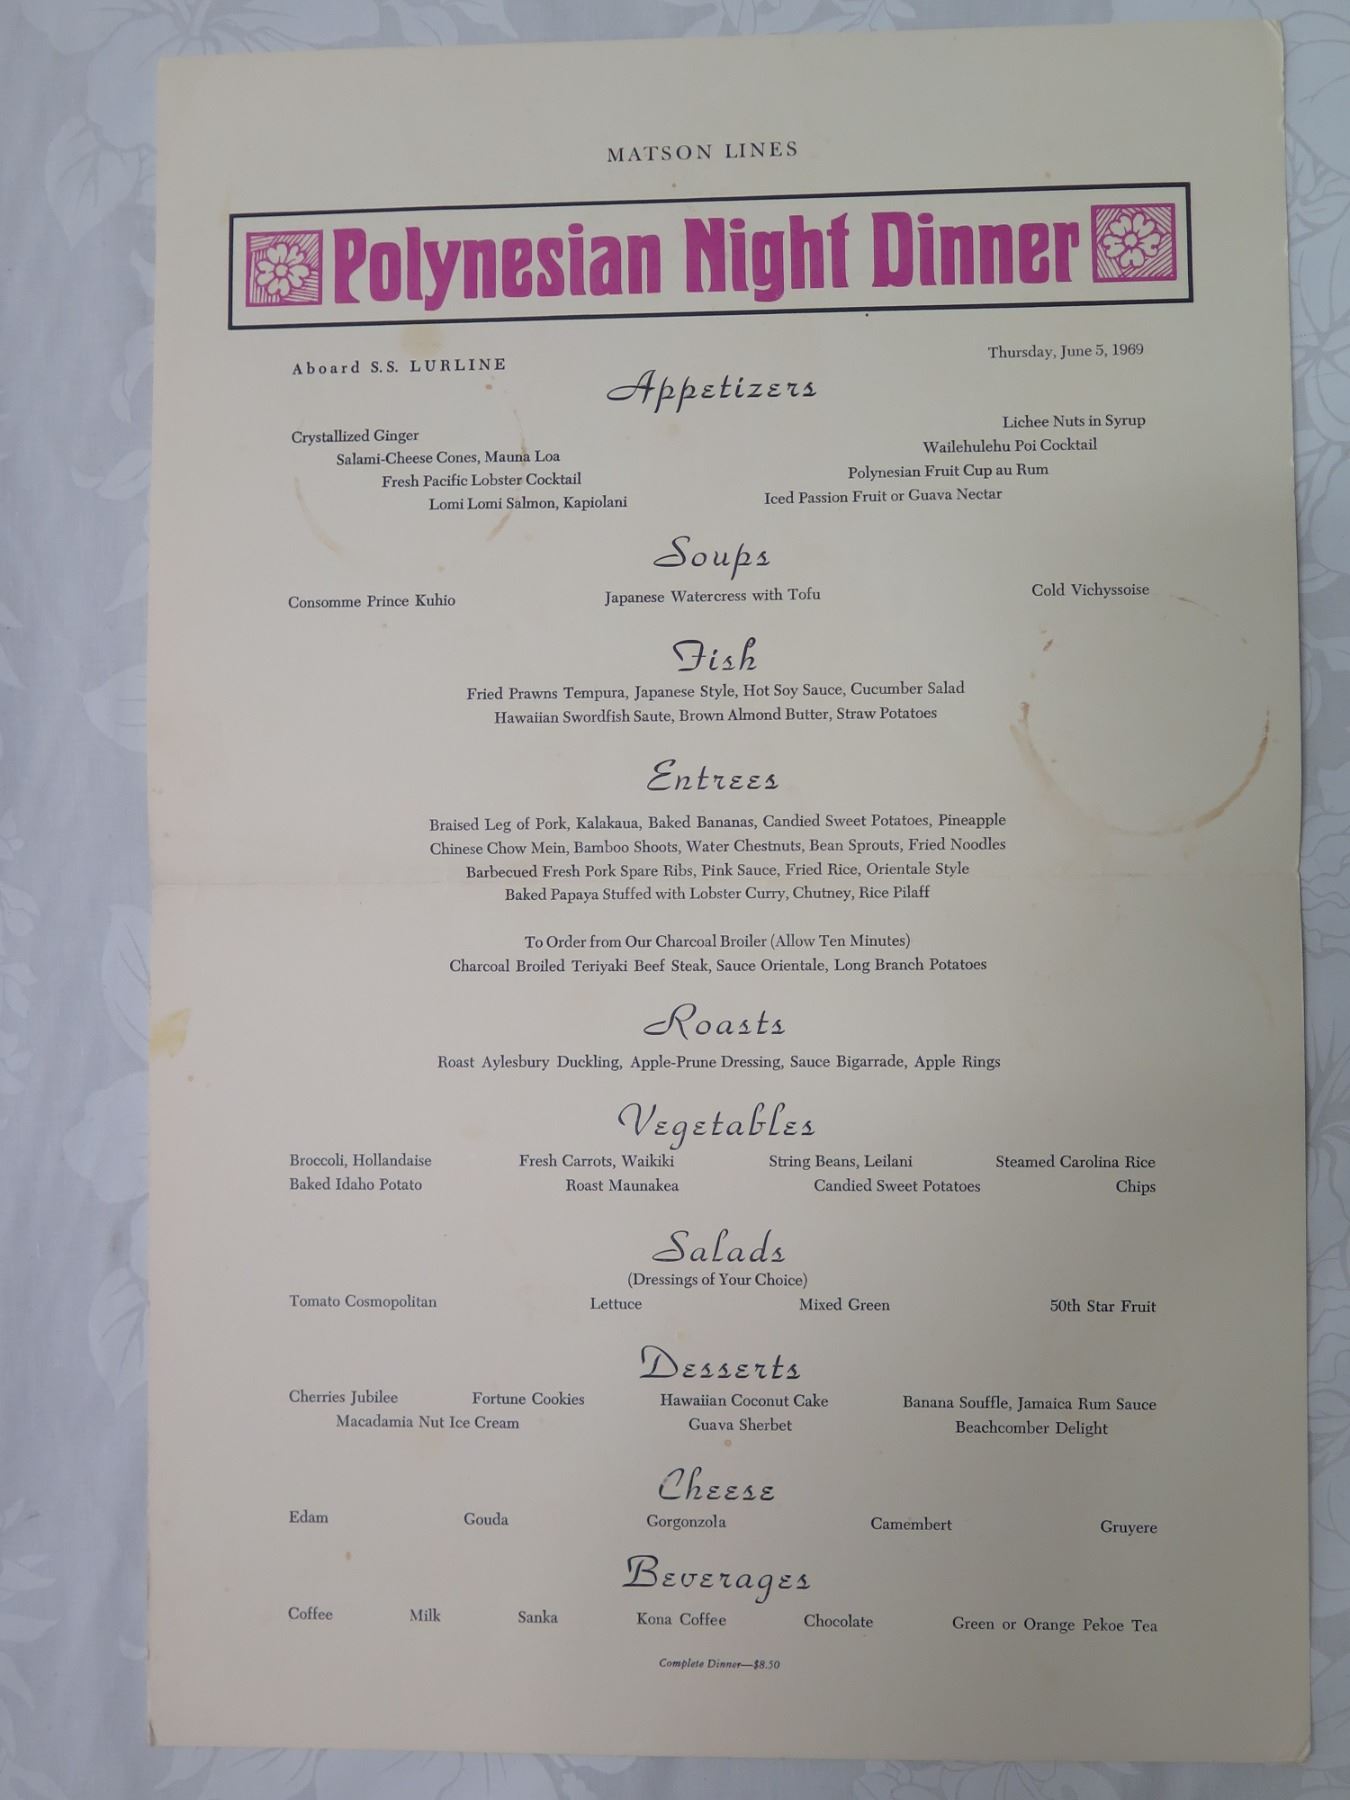 MATSON LINES
Polynesian Night Dinner
Aboard S.S. LURLINE
Thursday, June 5, 1969
Appetizers
Crystallized Ginger
Salami-Cheese Cones, Mauna Loa
Fresh Pacific Lobster Cocktail
Lomi Lomi Salmon, Kapiolani
Lichee Nuts in Syrup
Wailehulehu Poi Cocktail
Polynesian Fruit Cup au Rum
Iced Passion Fruit or Guava Nectar
Soups
Consomme Prince Kuhio Japanese Watercress with Tofu Cold Vichyssoise
Fish
Fried Prawns Tempura, Japanese Style, Hot Soy Sauce, Cucumber Salad
Hawaiian Swordfish Saute, Brown Almond Butter, Straw Potatoes
Entrees
Braised Leg of Pork, Kalakaua, Baked Bananas, Candied Sweet Potatoes, Pineapple
Chinese Chow Mein, Bamboo Shoots, Water Chestnuts, Bean Sprouts, Fried Noodles
Barbecued Fresh Pork Spare Ribs, Pink Sauce, Fried Rice, Orientale Style
Baked Papaya Stuffed with Lobster Curry, Chutney, Rice Pilaff
To Order from Our Charcoal Broiler (Allow Ten Minutes)
Charcoal Broiled Teriyaki Beef Steak, Sauce Orientale, Long Branch Potatoes
Roasts
Roast Aylesbury Duckling, Apple-Prune Dressing, Sauce Bigarrade, Apple Rings
Vegetables
Broccoli, Hollandaise Fresh Carrots, Waikiki String Beans, Leilani Steamed Carolina Rice
Baked Idaho Potato Roast Maunakea Candied Sweet Potatoes Chips
Salads
(Dressings of Your Choice)
Tomato Cosmopolitan Lettuce Mixed Green 50th Star Fruit
Desserts
Cherries Jubilee Fortune Cookies Hawaiian Coconut Cake Banana Souffle, Jamaica Rum Sauce
Macadamia Nut Ice Cream Guava Sherbet Beachcomber Delight
Cheese
Edam Gouda Gorgonzola Camembert Gruyere
Beverages
Coffee Milk Sanka Kona Coffee Chocolate Green or Orange Pekoe Tea
Complete Dinner—$8.50